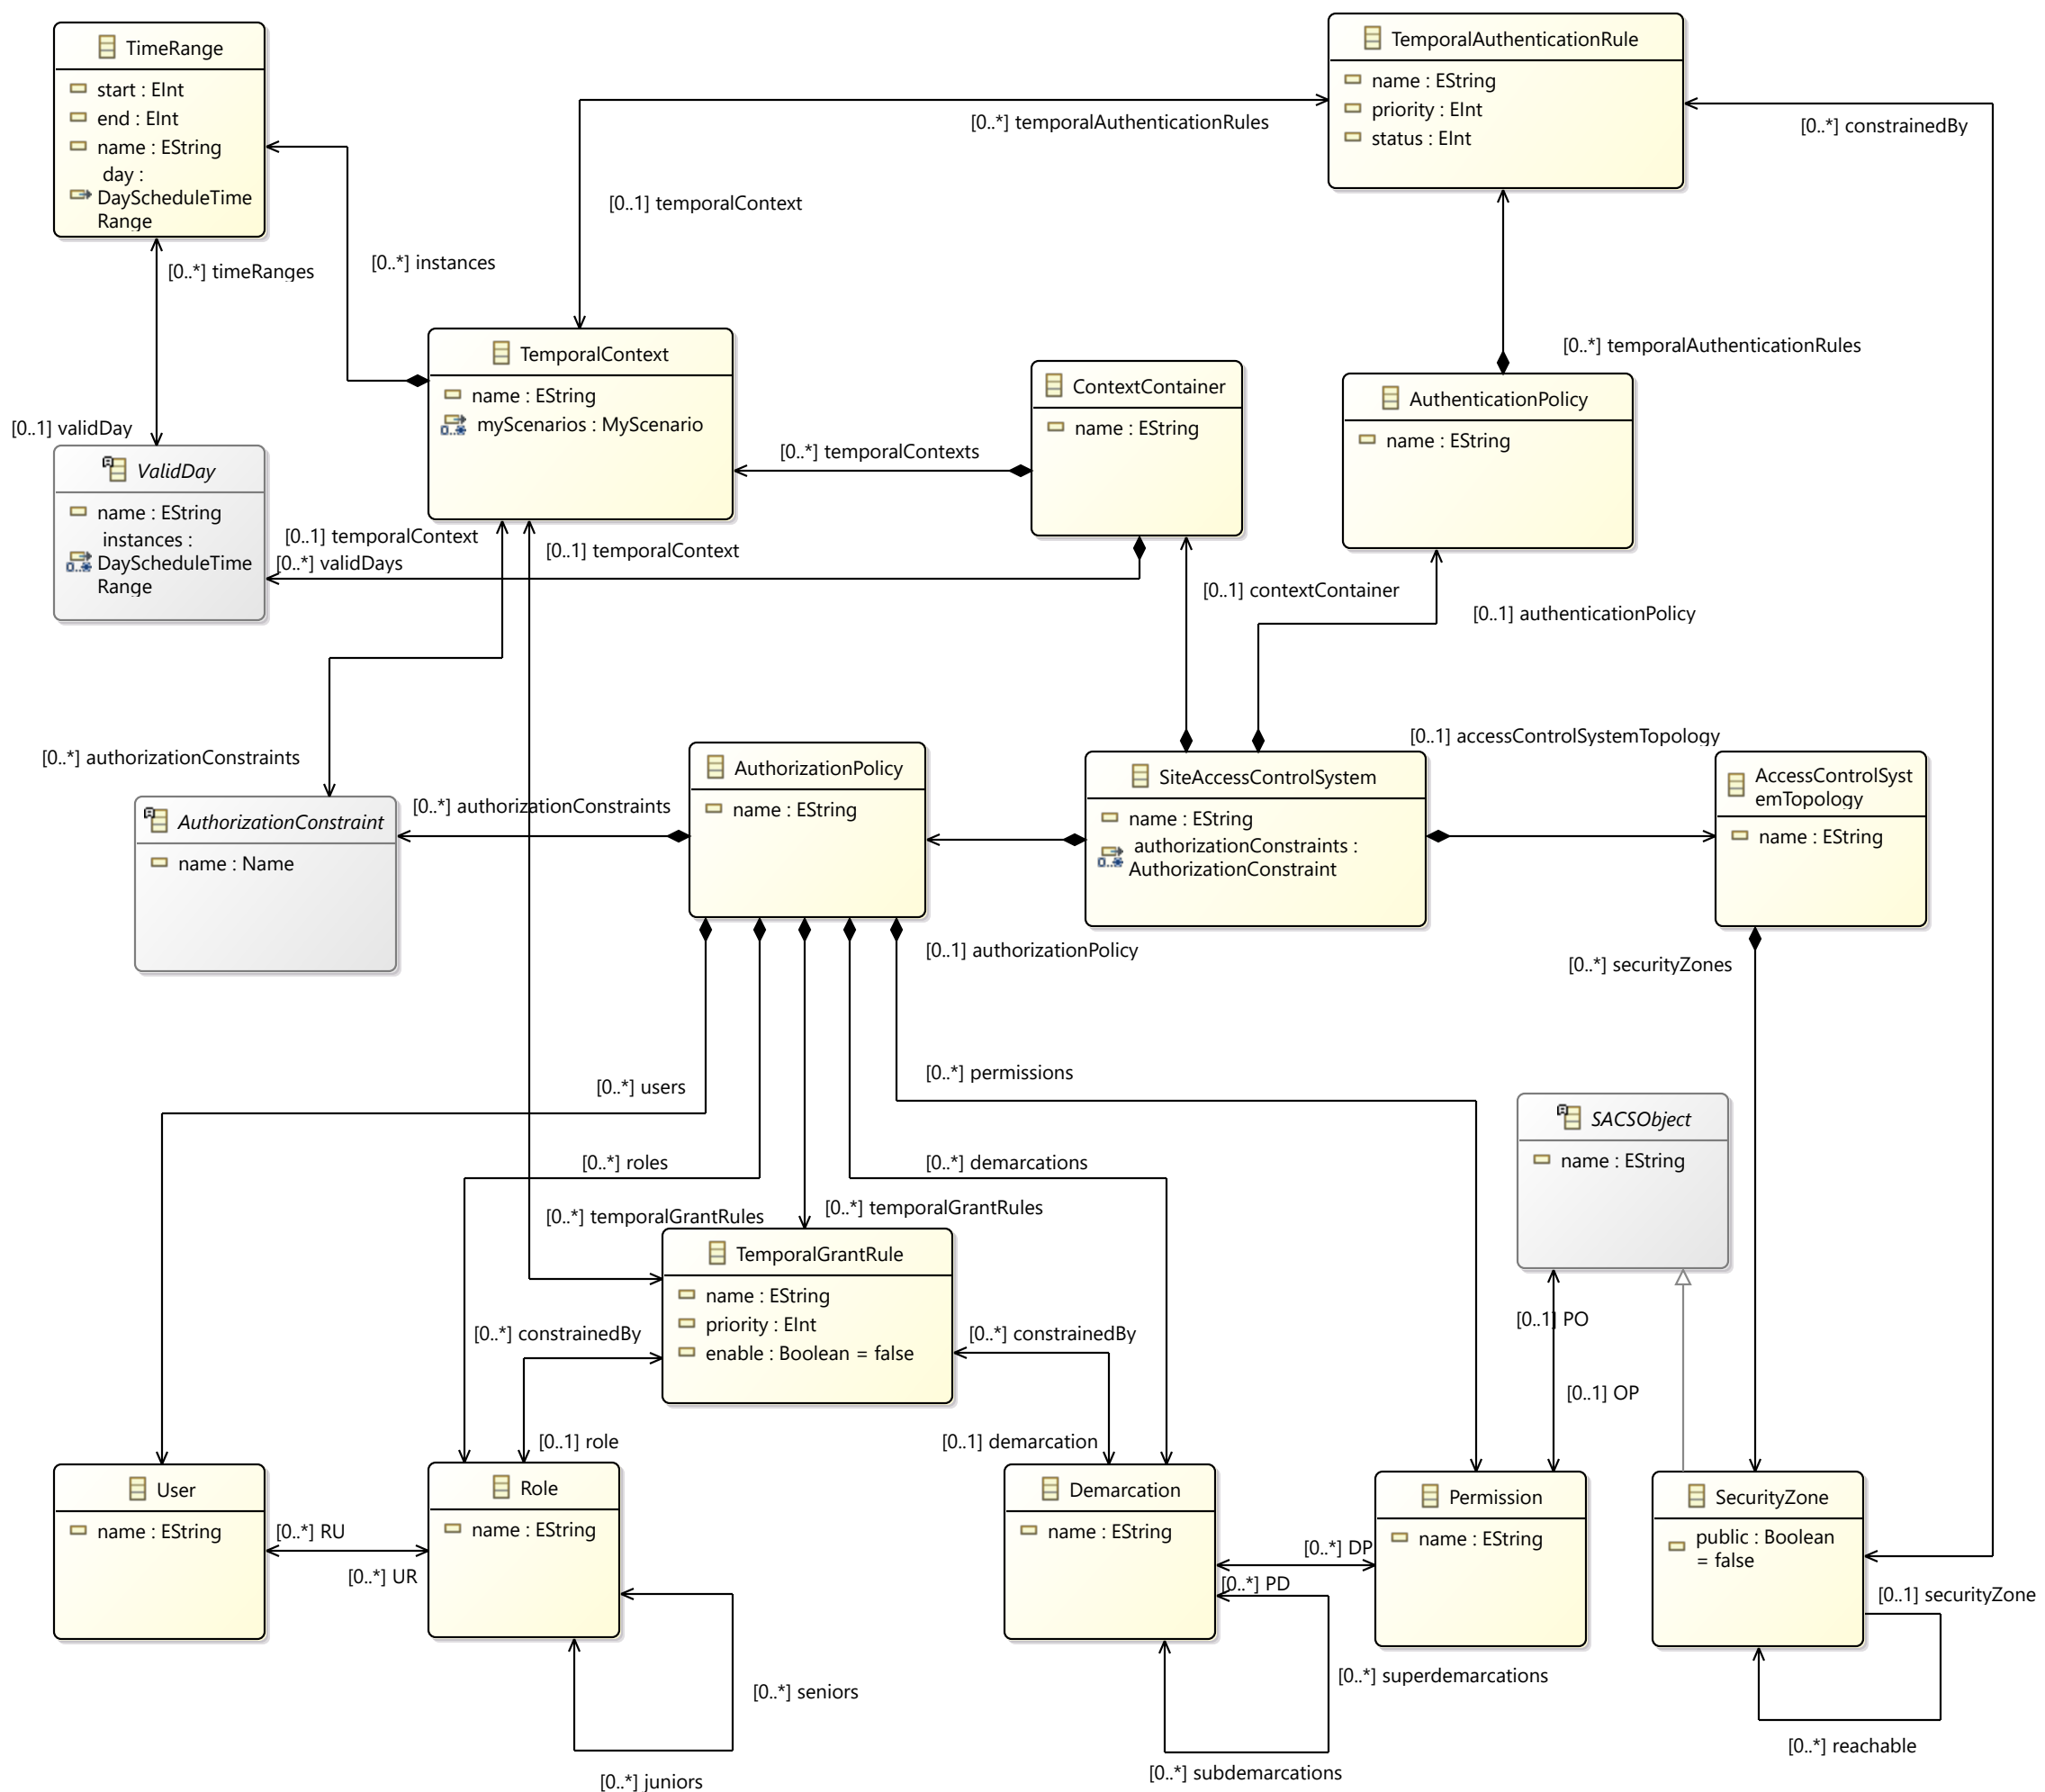 TimeRange
start : EInt
end : EInt
name : EString
day :
DayScheduleTime
Range
TemporalAuthenticationRule
name : EString
priority : EInt
status : EInt
[0..*] temporalAuthenticationRules
[0..*] constrainedBy
[0..1] temporalContext
[0..*] instances
[0..*] timeRanges
TemporalContext
name : EString
myScenarios : MyScenario
ContextContainer
name : EString
[0..*] temporalAuthenticationRules
AuthenticationPolicy
name : EString
[0..1] validDay
[0..*] temporalContexts
ValidDay
name : EString
instances :
DayScheduleTime
Range
[0..1] temporalContext
[0..1] temporalContext
[0..*] validDays
[0..1] contextContainer
[0..1] authenticationPolicy
[0..*] authorizationConstraints
[0..1] accessControlSystemTopology
AuthorizationPolicy
name : EString
SiteAccessControlSystem
name : EString
authorizationConstraints :
AuthorizationConstraint
AccessControlSyst
emTopology
name : EString
[0..*] authorizationConstraints
AuthorizationConstraint
name : Name
[0..1] authorizationPolicy
[0..*] securityZones
[0..*] users
[0..*] permissions
SACSObject
name : EString
[0..*] roles
[0..*] demarcations
[0..*] temporalGrantRules
[0..*] temporalGrantRules
TemporalGrantRule
name : EString
priority : EInt
enable : Boolean = false
[0..*] constrainedBy
[0..*] constrainedBy
[0..1] PO
[0..1] OP
[0..1] role
[0..1] demarcation
User
name : EString
Role
name : EString
Demarcation
name : EString
Permission
name : EString
SecurityZone
public : Boolean
= false
[0..*] RU
[0..*] UR
[0..*] DP
[0..*] PD
[0..1] securityZone
[0..*] seniors
[0..*] superdemarcations
[0..*] reachable
[0..*] juniors
[0..*] subdemarcations